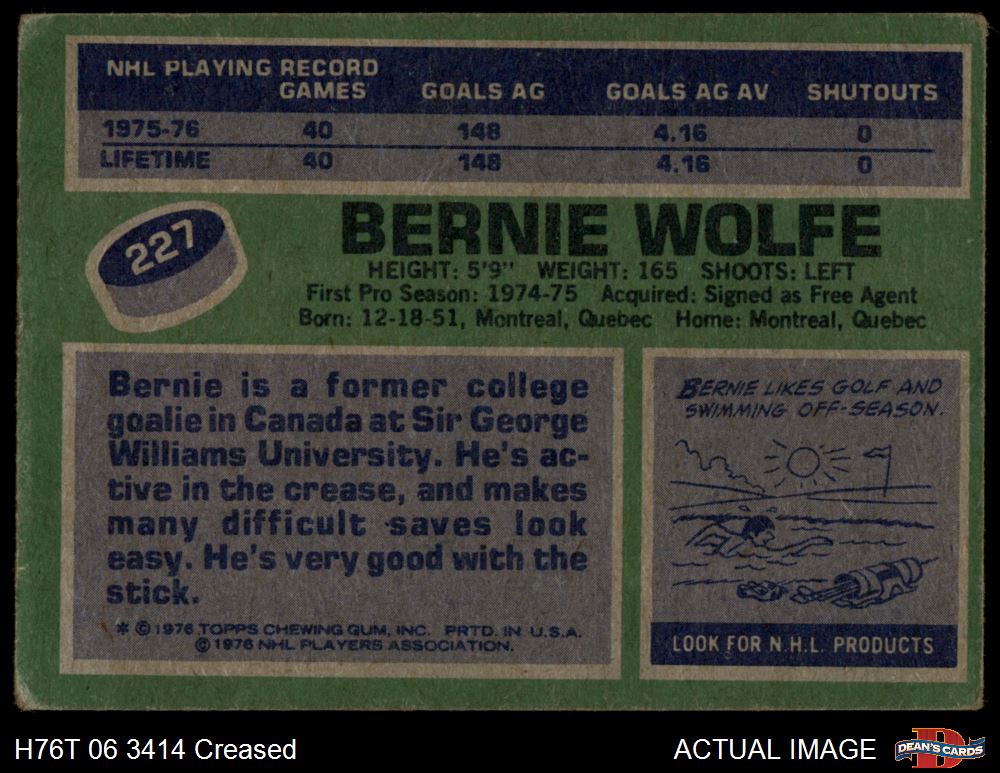 NHL PLAYING RECORD
GAMES GOALS AG GOALS AG AV SHUTOUTS
1975-76 40 148 4.16 0
LIFETIME 40 148 4.16 0
227
BERNIE WOLFE
HEIGHT: 5'9" WEIGHT: 165 SHOOTS: LEFT
First Pro Season: 1974-75 Acquired: Signed as Free Agent
Born: 12-18-51, Montreal, Quebec Home: Montreal, Quebec
Bernie is a former college
goalie in Canada at Sir George
Williams University. He's ac-
tive in the crease, and makes
many difficult saves look
easy. He's very good with the
stick.
* © 1976 TOPPS CHEWING GUM, INC. PRTD. IN U.S.A.
© 1976 NHL PLAYERS ASSOCIATION.
BERNIE LIKES GOLF AND
SWIMMING OFF-SEASON.
LOOK FOR N.H.L. PRODUCTS
H76T 06 3414 Creased
ACTUAL IMAGE
D
DEAN'S CARDS